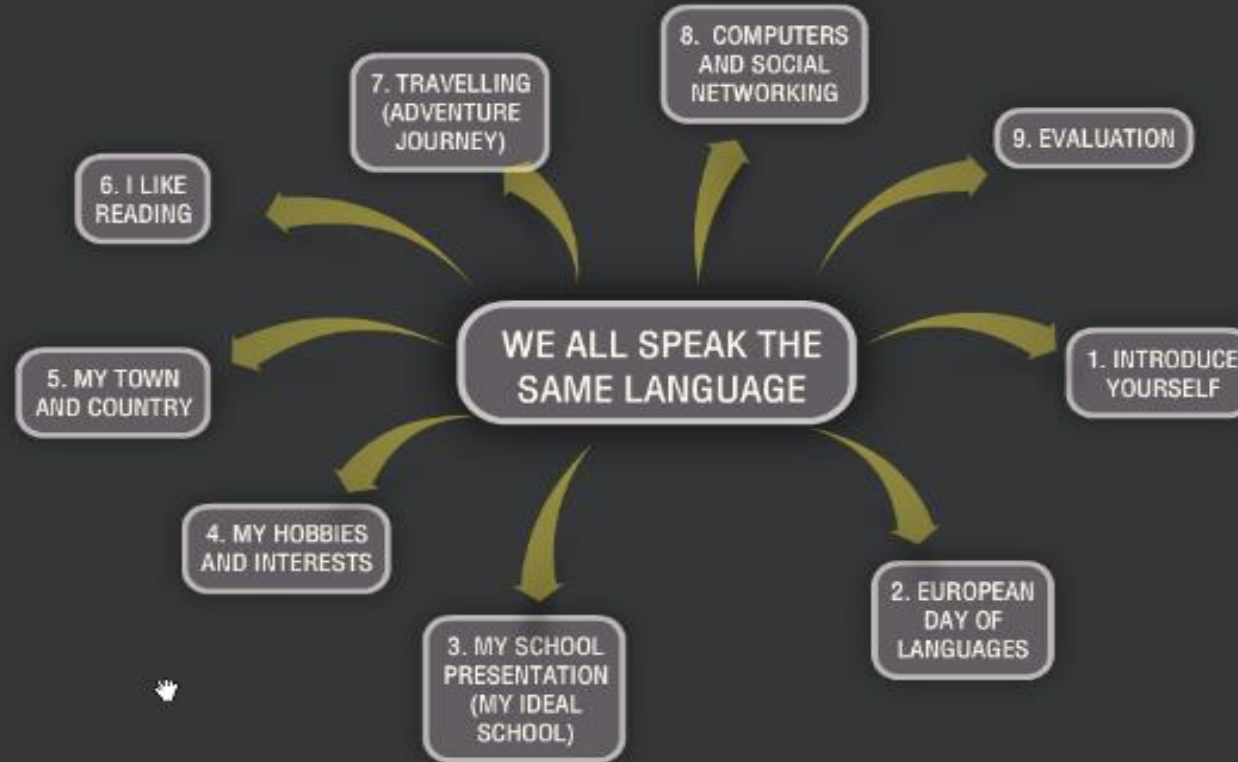 WE ALL SPEAK THE
SAME LANGUAGE
1. INTRODUCE
YOURSELF
2. EUROPEAN
DAY OF
LANGUAGES
3. MY SCHOOL
PRESENTATION
(MY IDEAL
SCHOOL)
4. MY HOBBIES
AND INTERESTS
5. MY TOWN
AND COUNTRY
6. I LIKE
READING
7. TRAVELLING
(ADVENTURE
JOURNEY)
8. COMPUTERS
AND SOCIAL
NETWORKING
9. EVALUATION